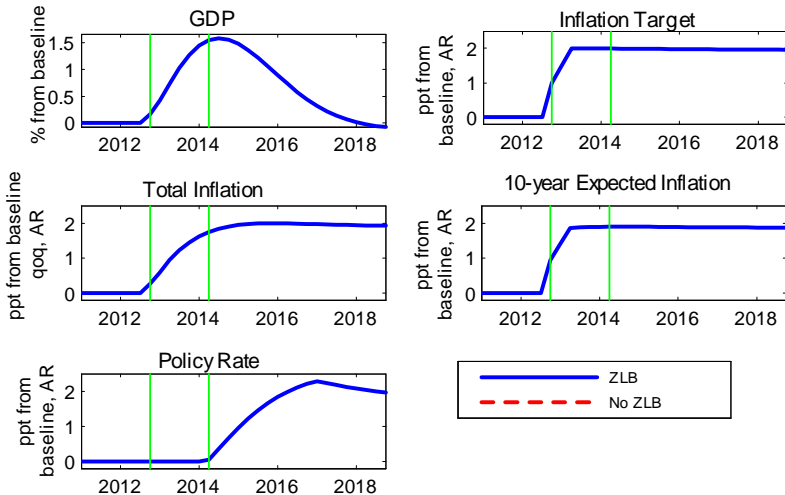 GDP
% from baseline
1.5
1
0.5
0
2012 2014 2016 2018
Inflation Target
ppt from
baseline, AR
2
1
0
2012 2014 2016 2018
Total Inflation
ppt from baseline
qoq, AR
2
1
0
2012 2014 2016 2018
10-year Expected Inflation
ppt from
baseline, AR
2
1
0
2012 2014 2016 2018
Policy Rate
ppt from
baseline, AR
2
1
0
2012 2014 2016 2018
ZLB
No ZLB